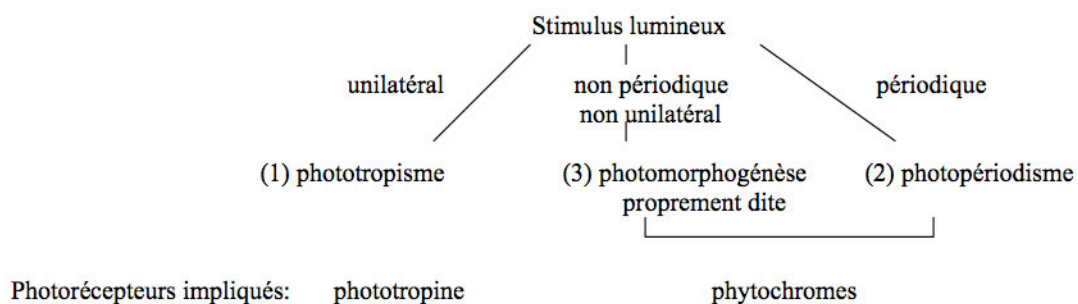 Stimulus lumineux
unilatéral non périodique périodique
non unilatéral
(1) phototropisme (3) photomorphogénèse (2) photopériodisme
proprement dite
Photorécepteurs impliqués: phototropine phytochromes